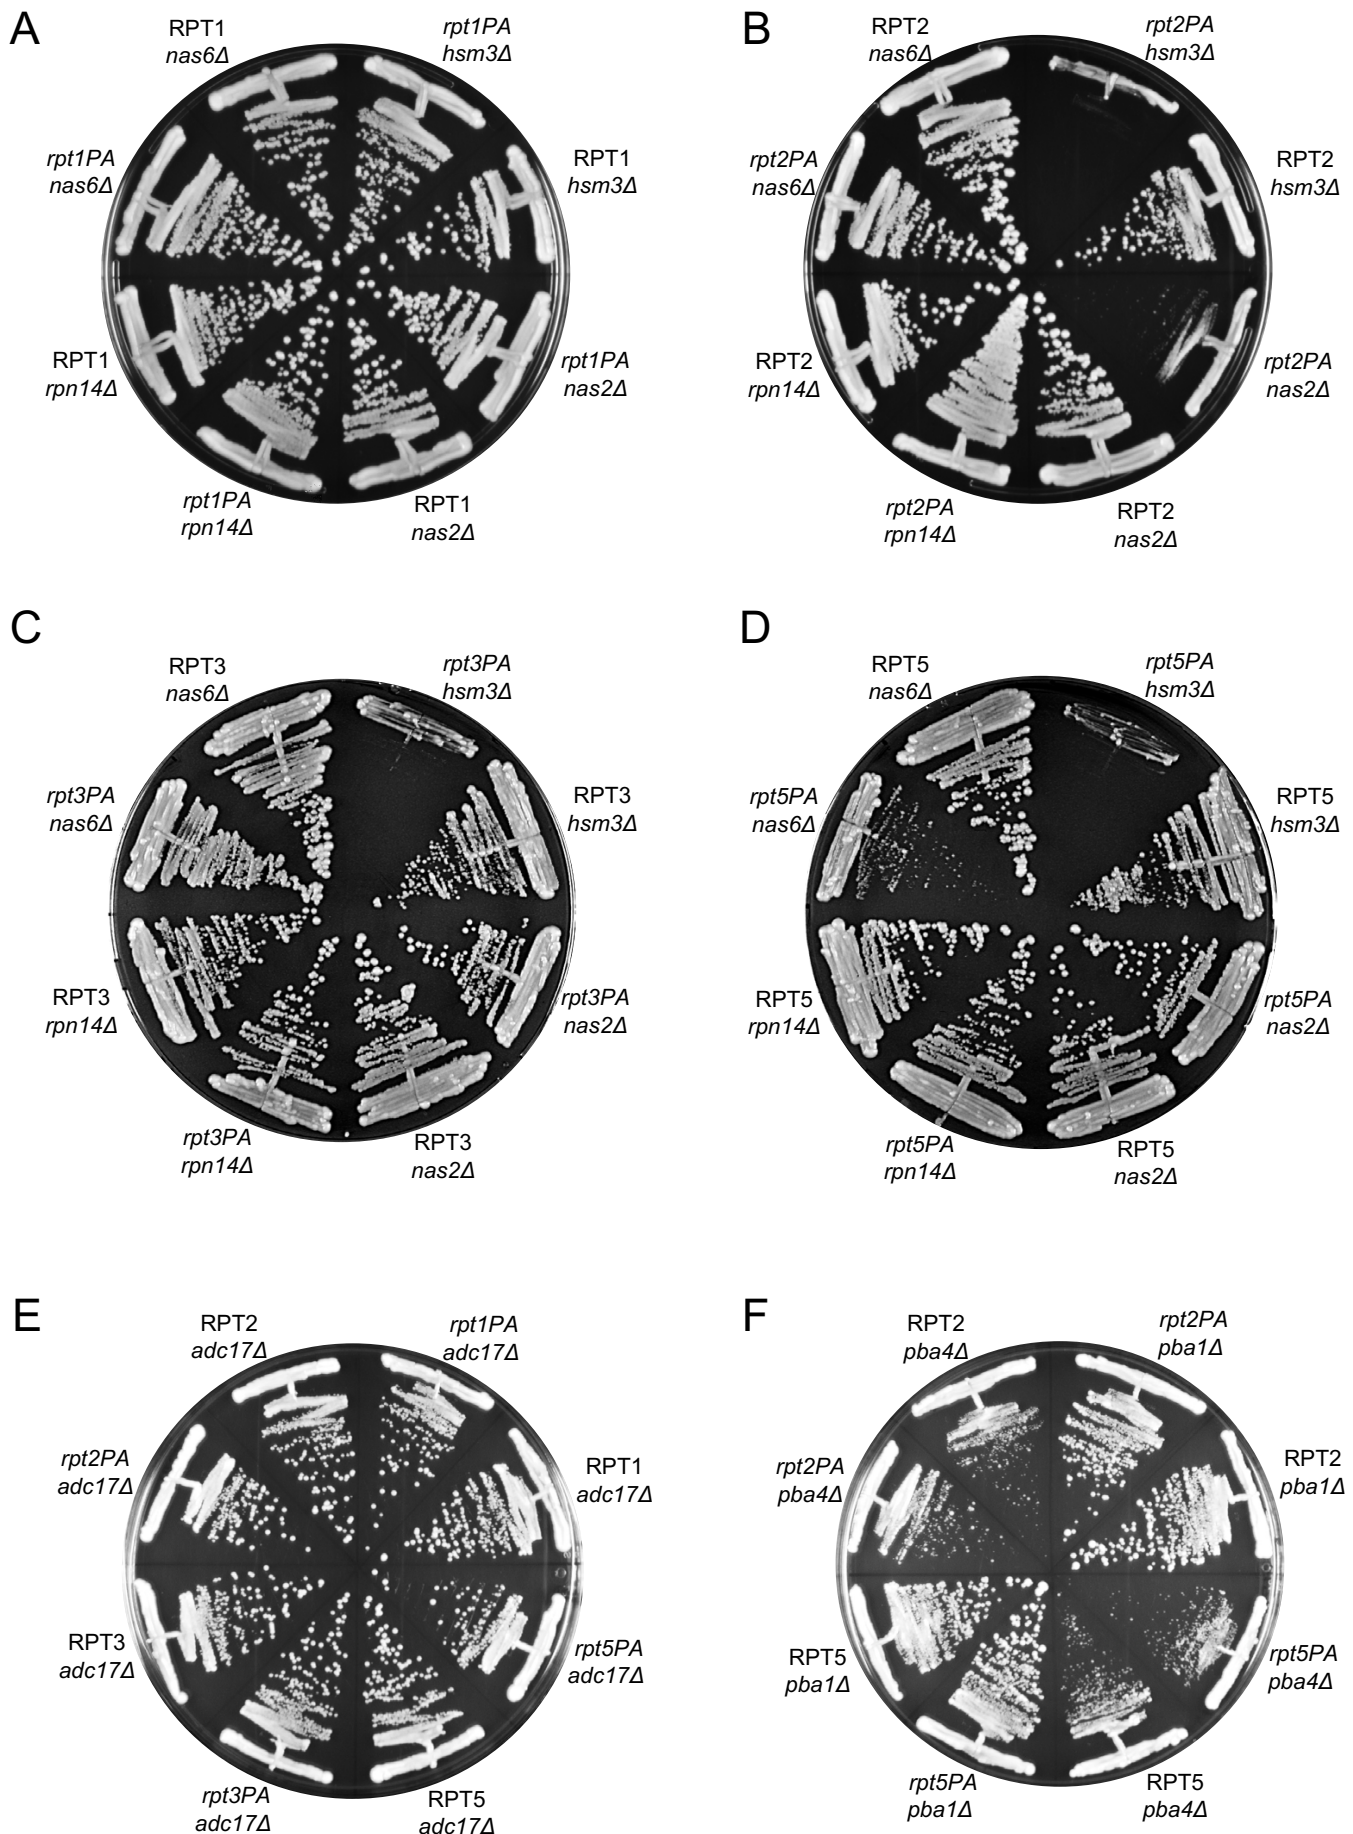 A
RPT1
nas6Δ
rpt1PA
hsm3Δ
rpt1PA
nas6Δ
RPT1
hsm3Δ
RPT1
rpn14Δ
rpt1PA
nas2Δ
rpt1PA
rpn14Δ
RPT1
nas2Δ
B
RPT2
nas6Δ
rpt2PA
hsm3Δ
rpt2PA
nas6Δ
RPT2
hsm3Δ
RPT2
rpn14Δ
rpt2PA
nas2Δ
rpt2PA
rpn14Δ
RPT2
nas2Δ
C
RPT3
nas6Δ
rpt3PA
hsm3Δ
rpt3PA
nas6Δ
RPT3
hsm3Δ
RPT3
rpn14Δ
rpt3PA
nas2Δ
rpt3PA
rpn14Δ
RPT3
nas2Δ
D
RPT5
nas6Δ
rpt5PA
hsm3Δ
rpt5PA
nas6Δ
RPT5
hsm3Δ
RPT5
rpn14Δ
rpt5PA
nas2Δ
rpt5PA
rpn14Δ
RPT5
nas2Δ
E
RPT2
adc17Δ
rpt1PA
adc17Δ
rpt2PA
adc17Δ
RPT1
adc17Δ
RPT3
adc17Δ
rpt5PA
adc17Δ
rpt3PA
adc17Δ
RPT5
adc17Δ
F
RPT2
pba4Δ
rpt2PA
pba1Δ
rpt2PA
pba4Δ
RPT2
pba1Δ
RPT5
pba1Δ
rpt5PA
pba4Δ
rpt5PA
pba1Δ
RPT5
pba4Δ